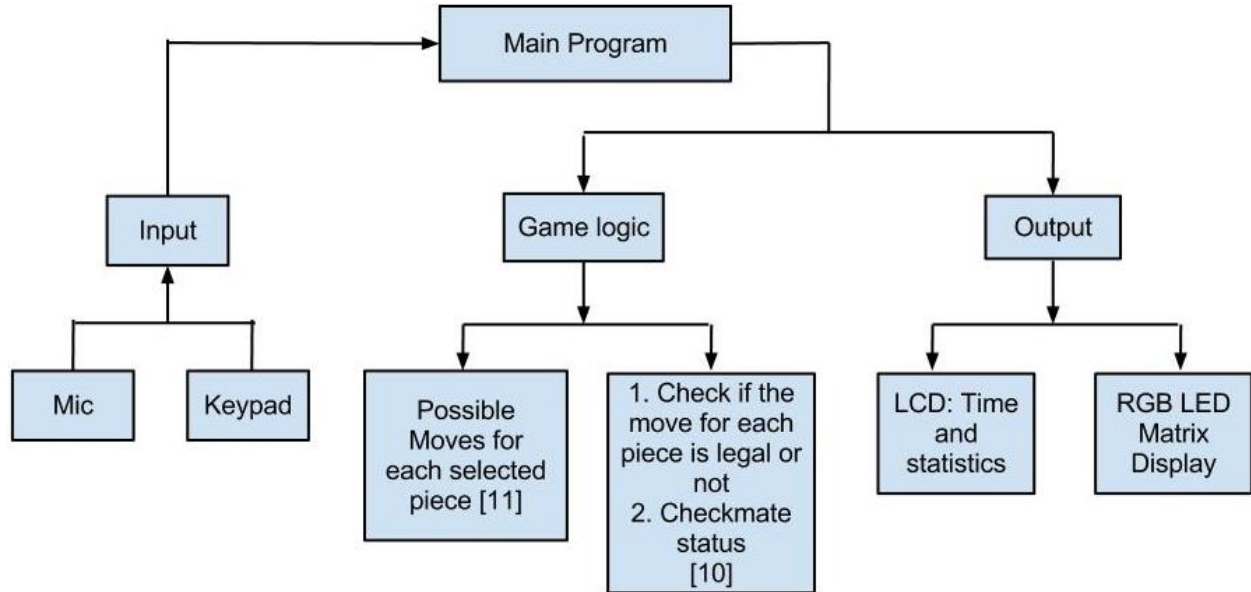 Main Program
Input
Game logic
Output
Mic
Keypad
Possible
Moves for
each selected
piece [11]
1. Check if the
move for each
piece is legal or
not
2. Checkmate
status
[10]
LCD: Time
and
statistics
RGB LED
Matrix
Display